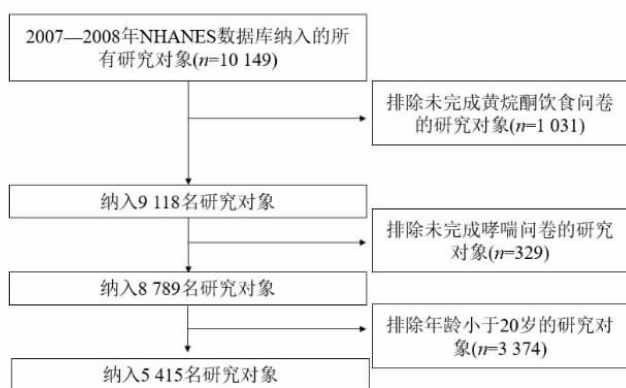 2007—2008年NHANES数据库纳入的所
有研究对象(n=10 149)
排除未完成黄烷酮饮食问卷
的研究对象(n=1 031)
纳入9 118名研究对象
排除未完成哮喘问卷的研究
对象(n=329)
纳入8 789名研究对象
排除年龄小于20岁的研究对
象(n=3 374)
纳入5 415名研究对象